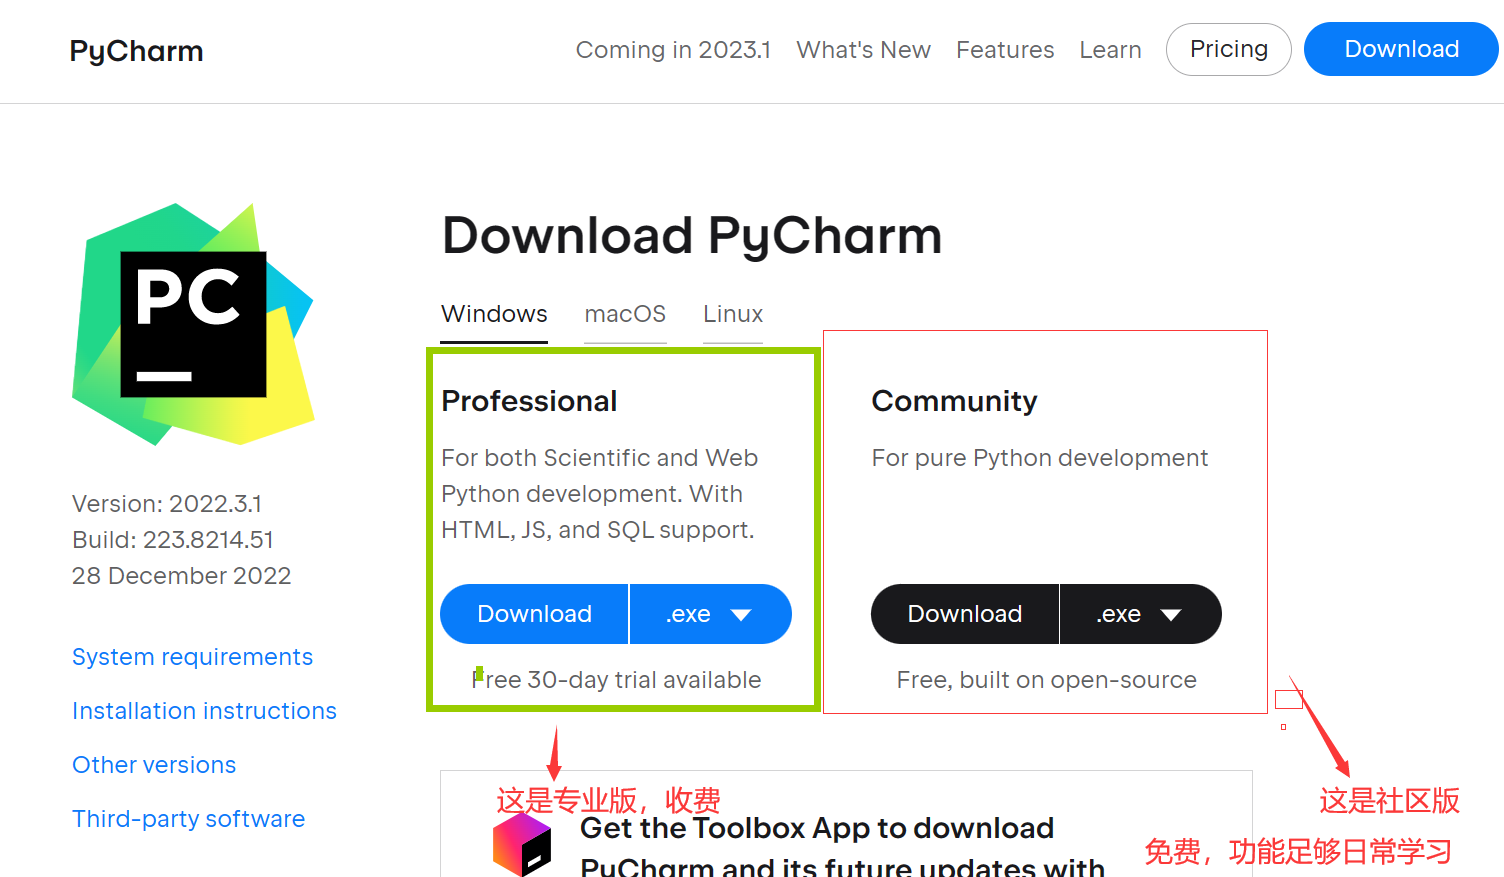 PyCharm
Coming in 2023.1 What's New Features Learn Pricing Download
PC
Version: 2022.3.1
Build: 223.8214.51
28 December 2022
System requirements
Installation instructions
Other versions
Third-party software
Download PyCharm
Windows macOS Linux
Professional
For both Scientific and Web
Python development. With
HTML, JS, and SQL support.
Download .exe
Free 30-day trial available
Community
For pure Python development
Download .exe
Free, built on open-source
这是专业版，收费
这是社区版
免费，功能足够日常学习
Get the Toolbox App to download
PyCharm and its future updates with